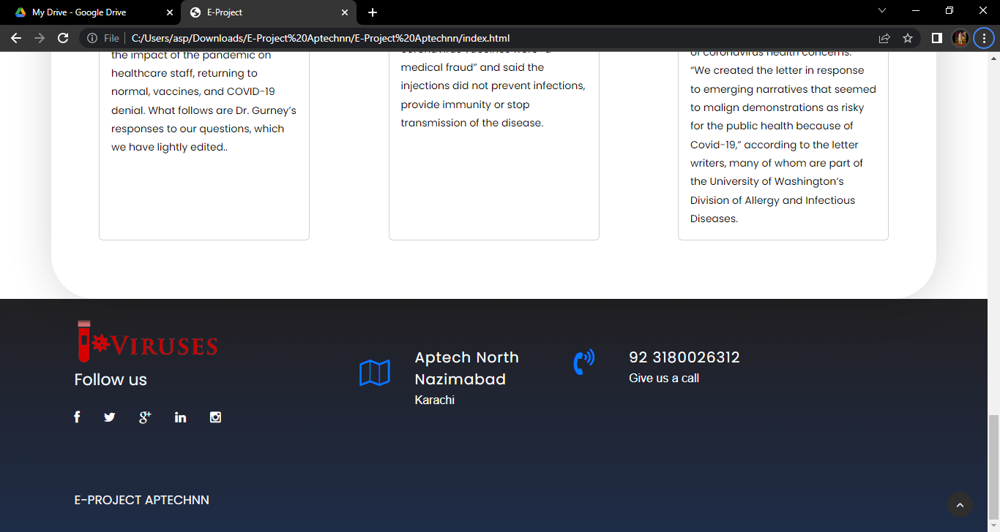 My Drive - Google Drive
E-Project
File
C:/Users/asp/Downloads/E-Project%20Aptechnn/E-Project%20Aptechnn/index.html
the impact of the pandemic on
healthcare staff, returning to
normal, vaccines, and COVID-19
denial. What follows are Dr. Gurney’s
responses to our questions, which
we have lightly edited..
coronavirus vaccines were “a
medical fraud” and said the
injections did not prevent infections,
provide immunity or stop
transmission of the disease.
of coronavirus health concerns.
“We created the letter in response
to emerging narratives that seemed
to malign demonstrations as risky
for the public health because of
Covid-19,” according to the letter
writers, many of whom are part of
the University of Washington’s
Division of Allergy and Infectious
Diseases.
VIRUSES
Follow us
Aptech North
Nazimabad
Karachi
92 3180026312
Give us a call
E-PROJECT APTECHNN